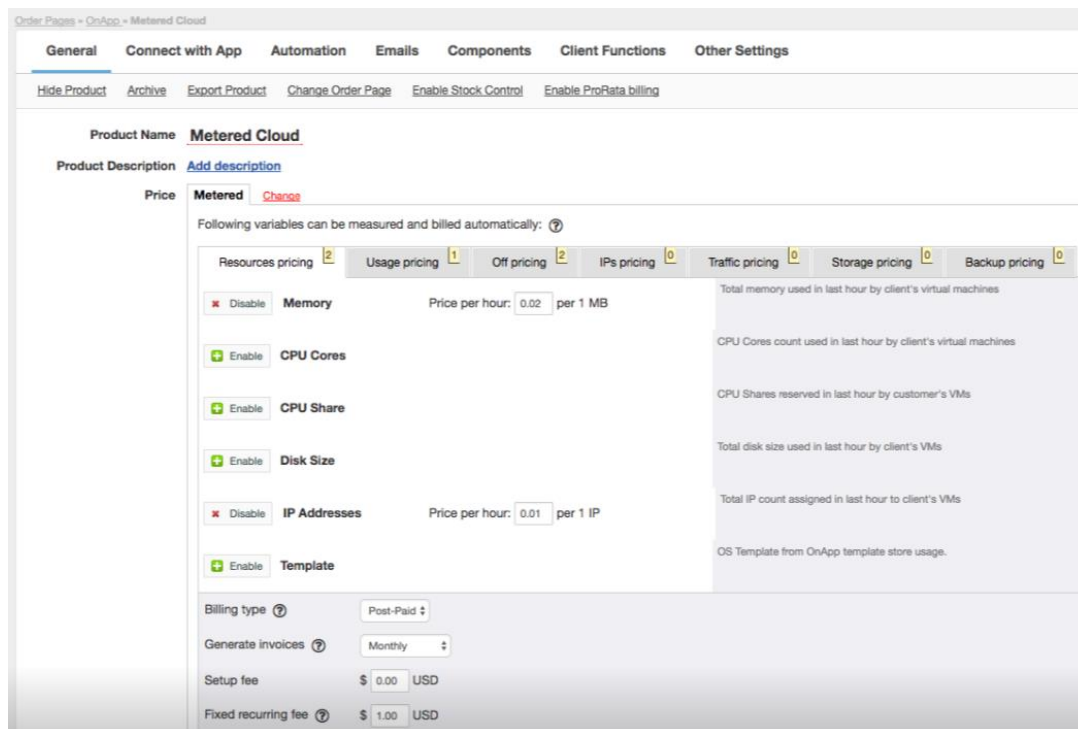 Order Pages » OnApp » Metered Cloud
General Connect with App Automation Emails Components Client Functions Other Settings
Hide Product Archive Export Product Change Order Page Enable Stock Control Enable ProRata billing
Product Name Metered Cloud
Product Description Add description
Price Metered Change
Following variables can be measured and billed automatically: ?
Resources pricing 2 Usage pricing 1 Off pricing 2 IPs pricing 0 Traffic pricing 0 Storage pricing 0 Backup pricing 0
Disable Memory Price per hour: 0.02 per 1 MB Total memory used in last hour by client's virtual machines
Enable CPU Cores CPU Cores count used in last hour by client's virtual machines
Enable CPU Share CPU Shares reserved in last hour by customer's VMs
Enable Disk Size Total disk size used in last hour by client's VMs
Disable IP Addresses Price per hour: 0.01 per 1 IP Total IP count assigned in last hour to client's VMs
Enable Template OS Template from OnApp template store usage.
Billing type ? Post-Paid
Generate invoices ? Monthly
Setup fee $ 0.00 USD
Fixed recurring fee ? $ 1.00 USD